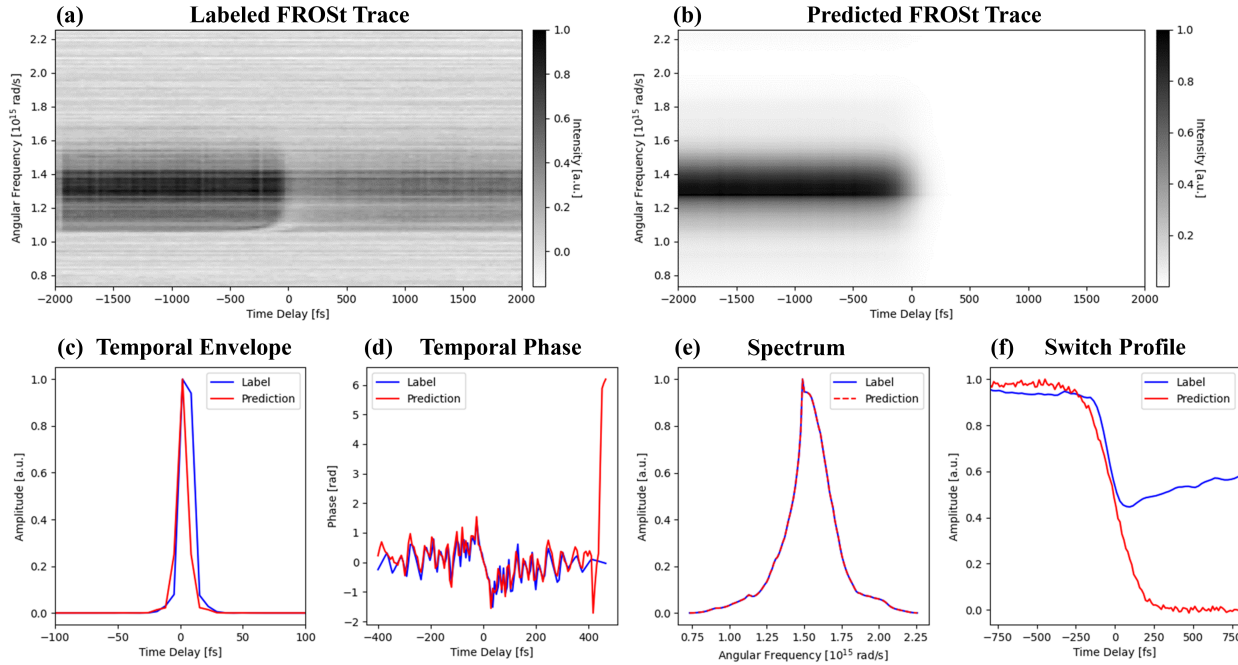 (a) Labeled FROSt Trace
2.2
2.0
1.8
1.6
1.4
1.2
1.0
0.8
Angular Frequency [10¹⁵ rad/s]
−2000 −1500 −1000 −500 0 500 1000 1500 2000
Time Delay [fs]
1.0
0.8
0.6
0.4
0.2
0.0
Intensity [a.u.]
(b) Predicted FROSt Trace
2.2
2.0
1.8
1.6
1.4
1.2
1.0
0.8
Angular Frequency [10¹⁵ rad/s]
−2000 −1500 −1000 −500 0 500 1000 1500 2000
Time Delay [fs]
1.0
0.8
0.6
0.4
0.2
Intensity [a.u.]
(c) Temporal Envelope
Label
Prediction
1.0
0.8
0.6
0.4
0.2
0.0
Amplitude [a.u.]
−100 −50 0 50 100
Time Delay [fs]
(d) Temporal Phase
Label
Prediction
6
5
4
3
2
1
0
−1
−2
Phase [rad]
−400 −200 0 200 400
Time Delay [fs]
(e) Spectrum
Label
Prediction
1.0
0.8
0.6
0.4
0.2
0.0
Amplitude [a.u.]
0.75 1.00 1.25 1.50 1.75 2.00 2.25
Angular Frequency [10¹⁵ rad/s]
(f) Switch Profile
Label
Prediction
1.0
0.8
0.6
0.4
0.2
0.0
Amplitude [a.u.]
−750 −500 −250 0 250 500 750
Time Delay [fs]